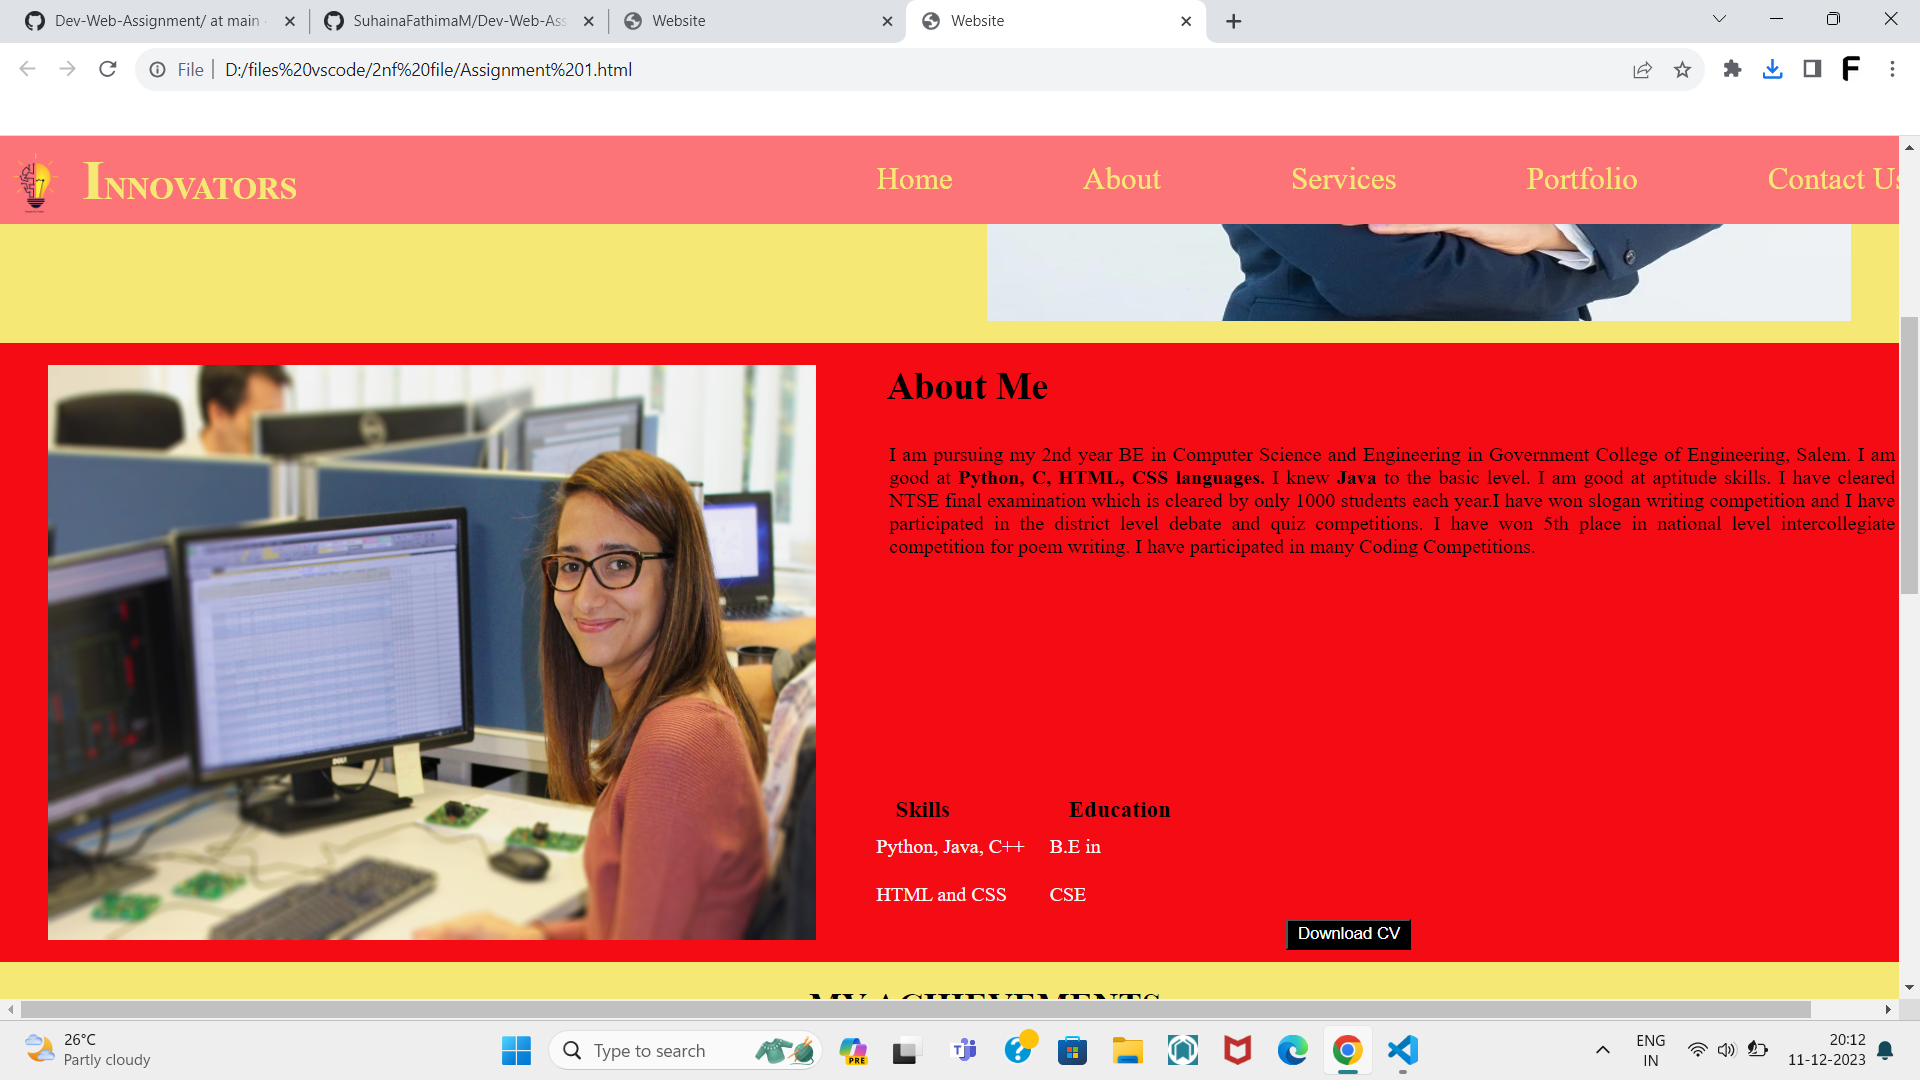 Dev-Web-Assignment/ at main
SuhainaFathimaM/Dev-Web-Ass
Website
Website
File
D:/files%20vscode/2nf%20file/Assignment%201.html
INNOVATORS
Home
About
Services
Portfolio
Contact Us
About Me
I am pursuing my 2nd year BE in Computer Science and Engineering in Government College of Engineering, Salem. I am
good at Python, C, HTML, CSS languages. I knew Java to the basic level. I am good at aptitude skills. I have cleared
NTSE final examination which is cleared by only 1000 students each year.I have won slogan writing competition and I have
participated in the district level debate and quiz competitions. I have won 5th place in national level intercollegiate
competition for poem writing. I have participated in many Coding Competitions.
Skills
Education
Python, Java, C++
B.E in
HTML and CSS
CSE
Download CV
MY ACHIEVEMENTS
26°C
Partly cloudy
Type to search
PRE
ENG
IN
20:12
11-12-2023